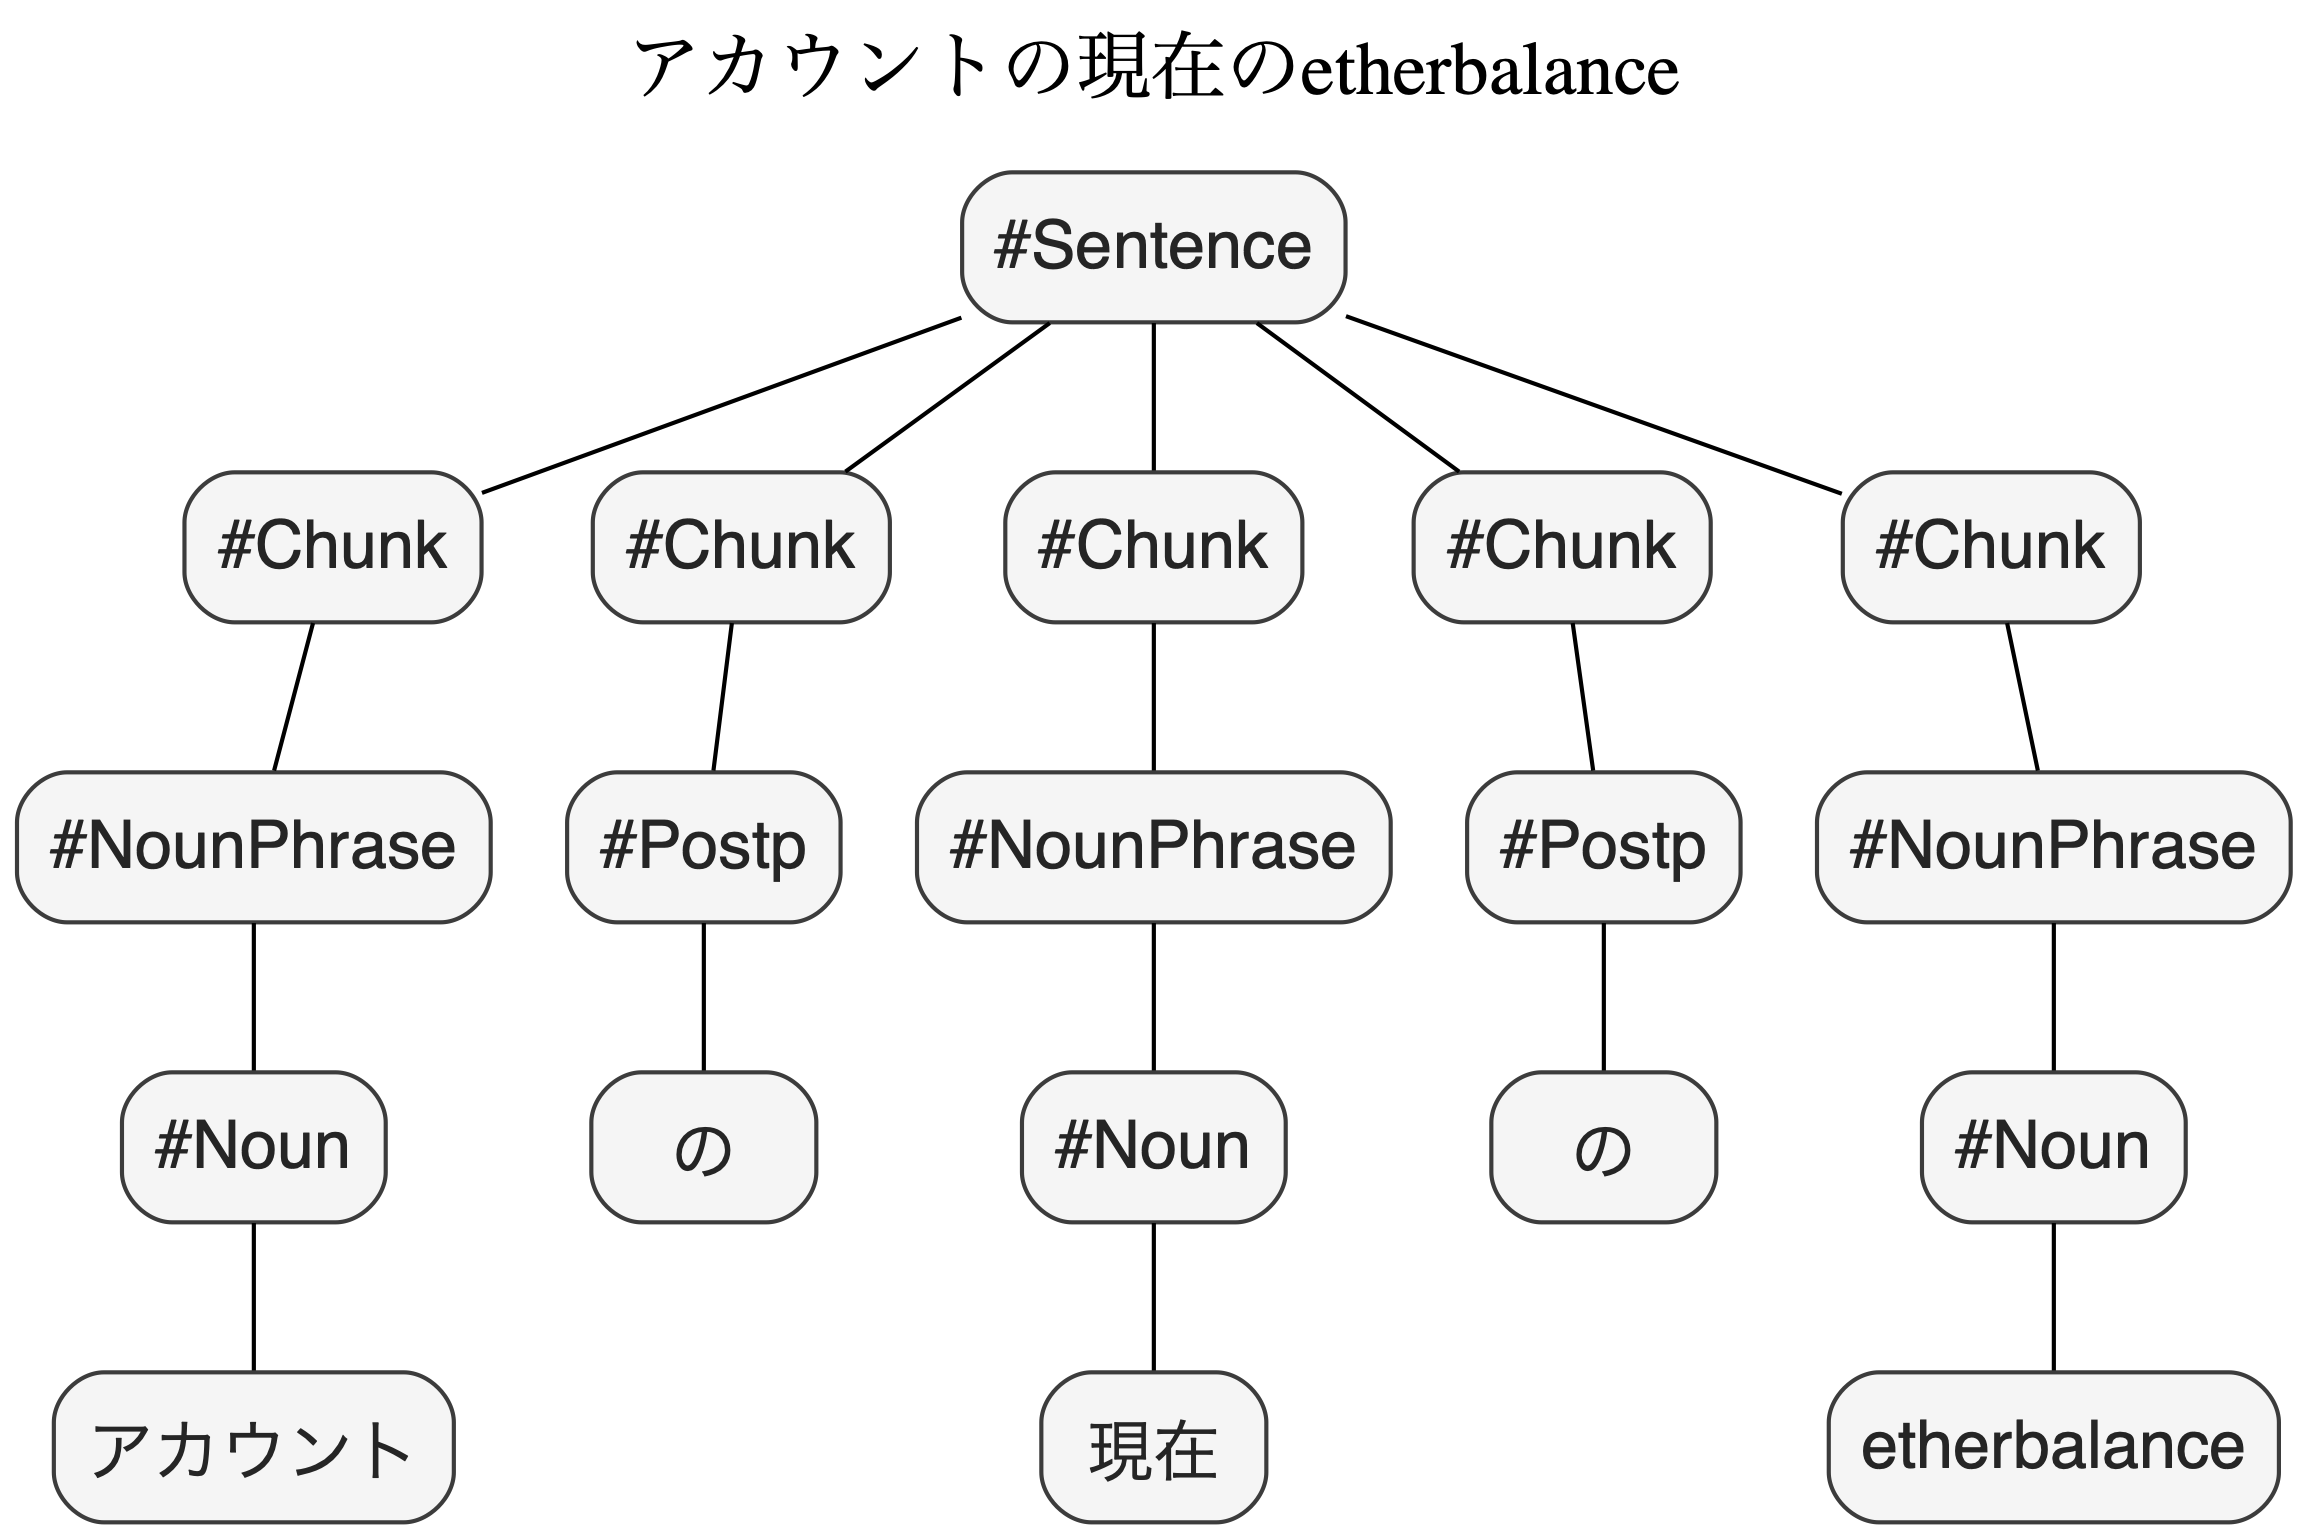 アカウントの現在のetherbalance
#Sentence
#Chunk #Chunk #Chunk #Chunk #Chunk
#NounPhrase #Postp #NounPhrase #Postp #NounPhrase
#Noun の #Noun の #Noun
アカウント 現在 etherbalance